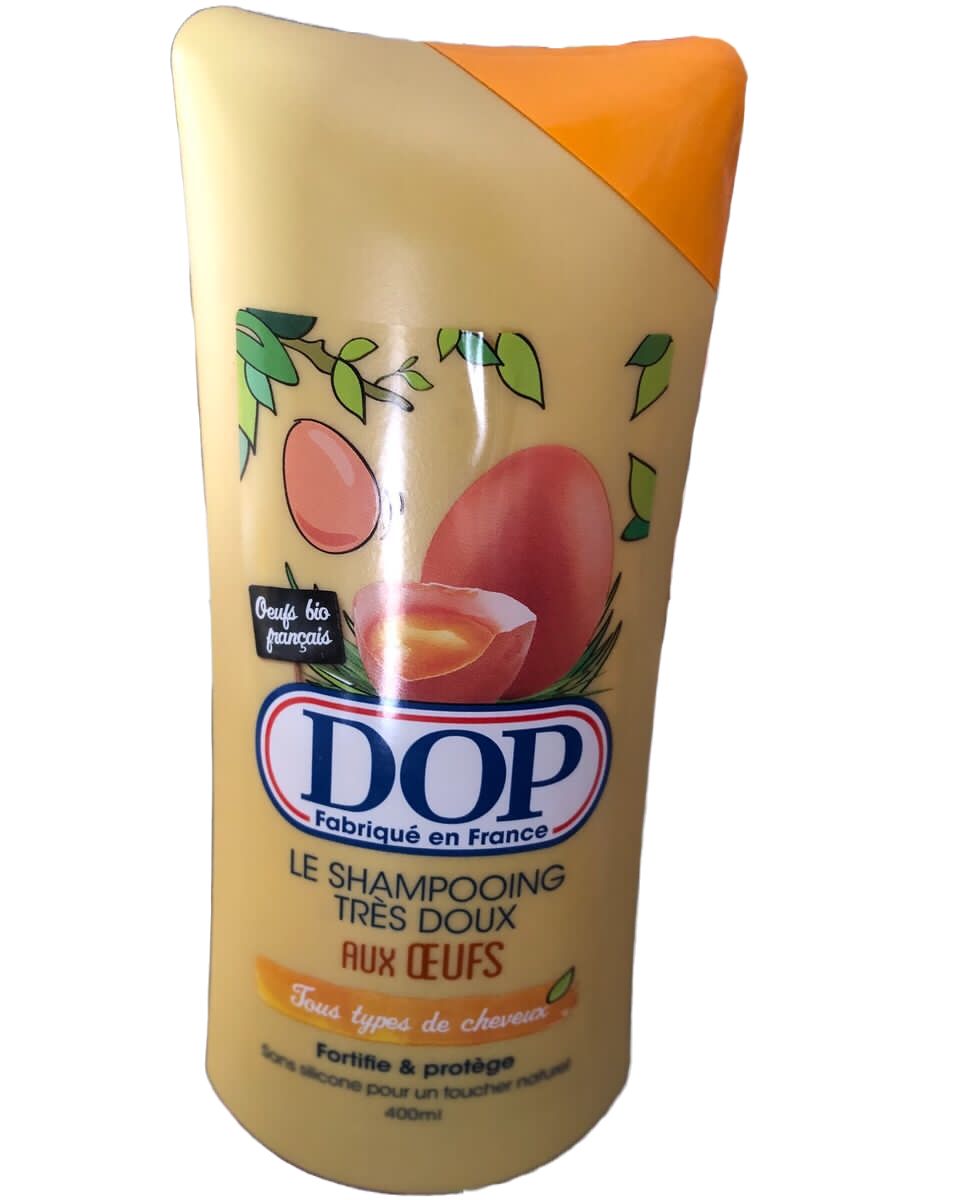 Oeufs bio
français
DOP
Fabriqué en France
LE SHAMPOOING
TRÈS DOUX
AUX ŒUFS
Tous types de cheveux
Fortifie & protège
Sans silicone pour un toucher naturel
400ml